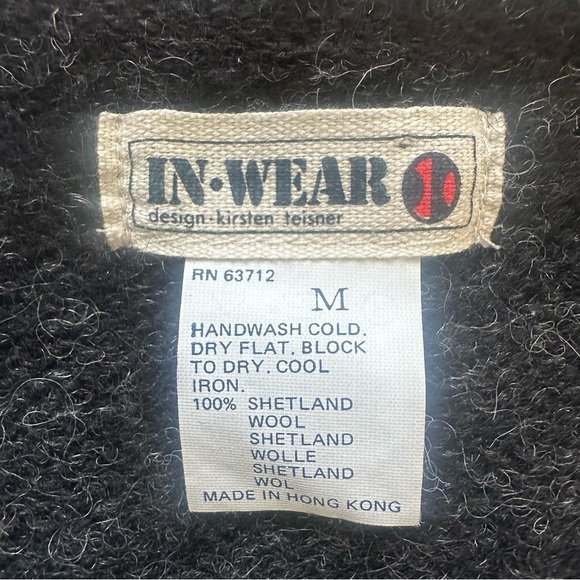 IN·WEAR
design·kirsten teisner
RN 63712
M
HANDWASH COLD.
DRY FLAT. BLOCK
TO DRY. COOL
IRON.
100% SHETLAND
WOOL
SHETLAND
WOLLE
SHETLAND
WOL
MADE IN HONG KONG